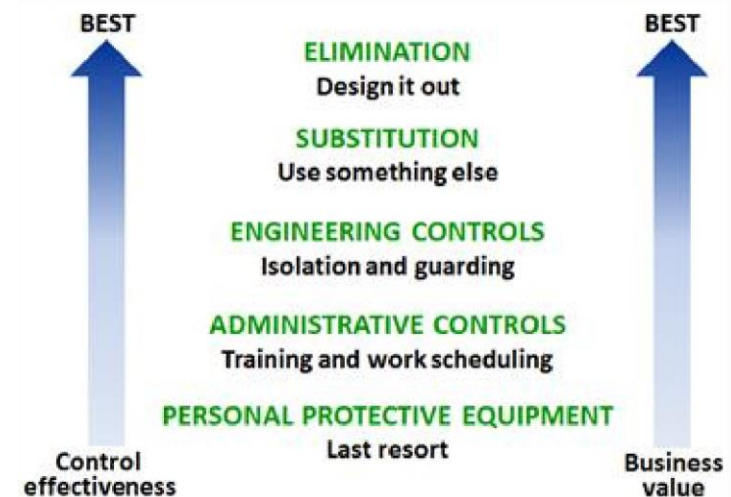 BEST
BEST
ELIMINATION
Design it out
SUBSTITUTION
Use something else
ENGINEERING CONTROLS
Isolation and guarding
ADMINISTRATIVE CONTROLS
Training and work scheduling
PERSONAL PROTECTIVE EQUIPMENT
Last resort
Control
effectiveness
Business
value